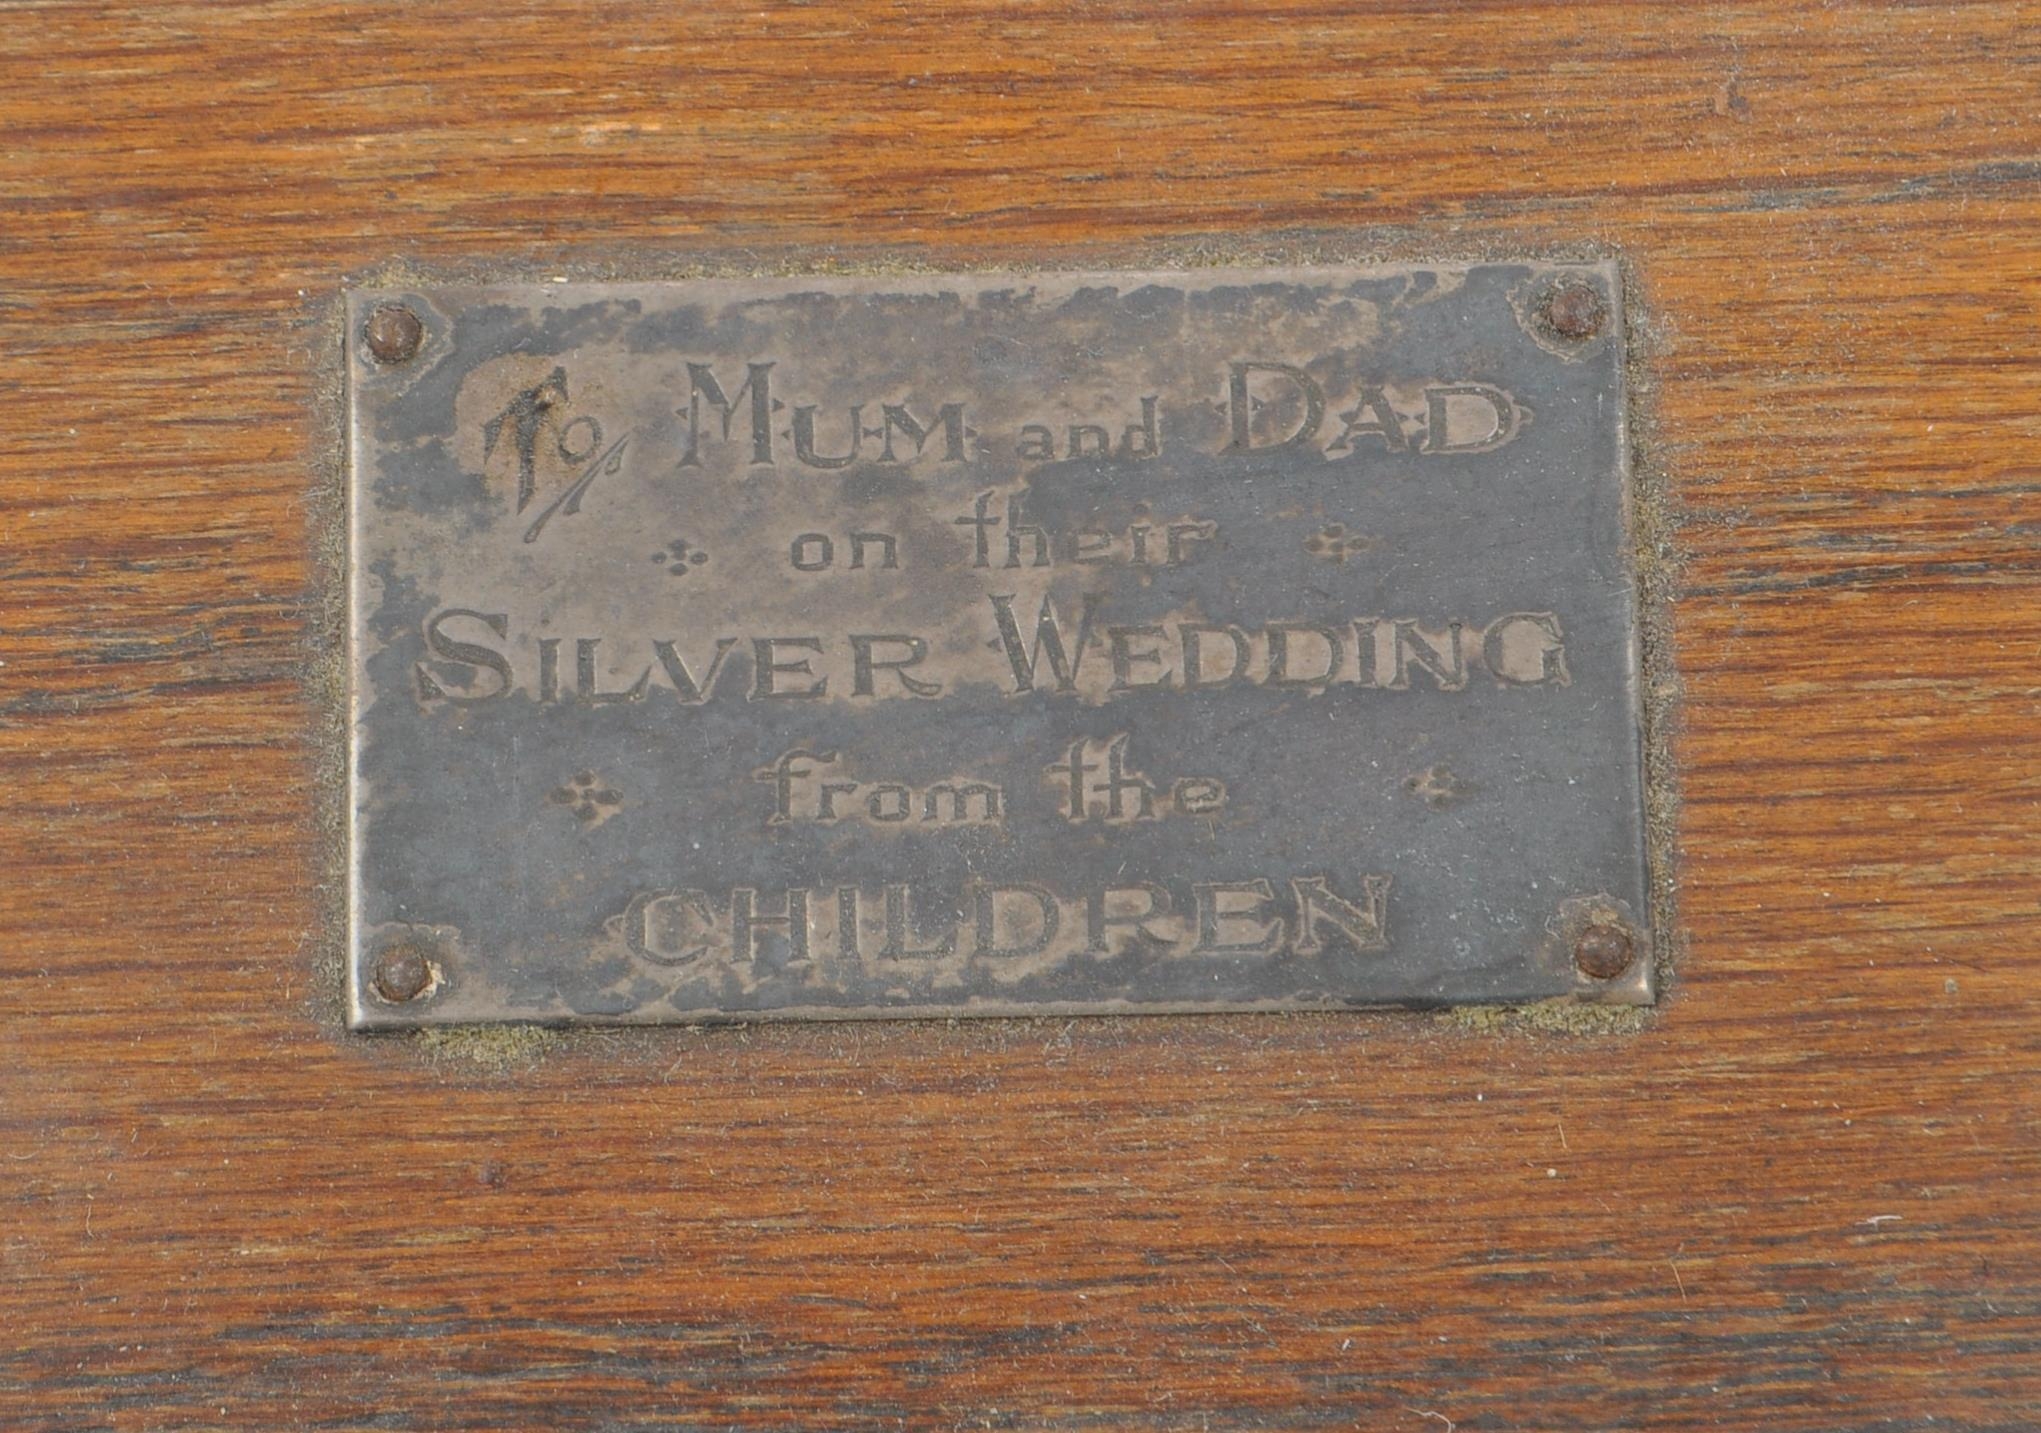 To Mum and Dad
on their
Silver Wedding
from the
CHILDREN